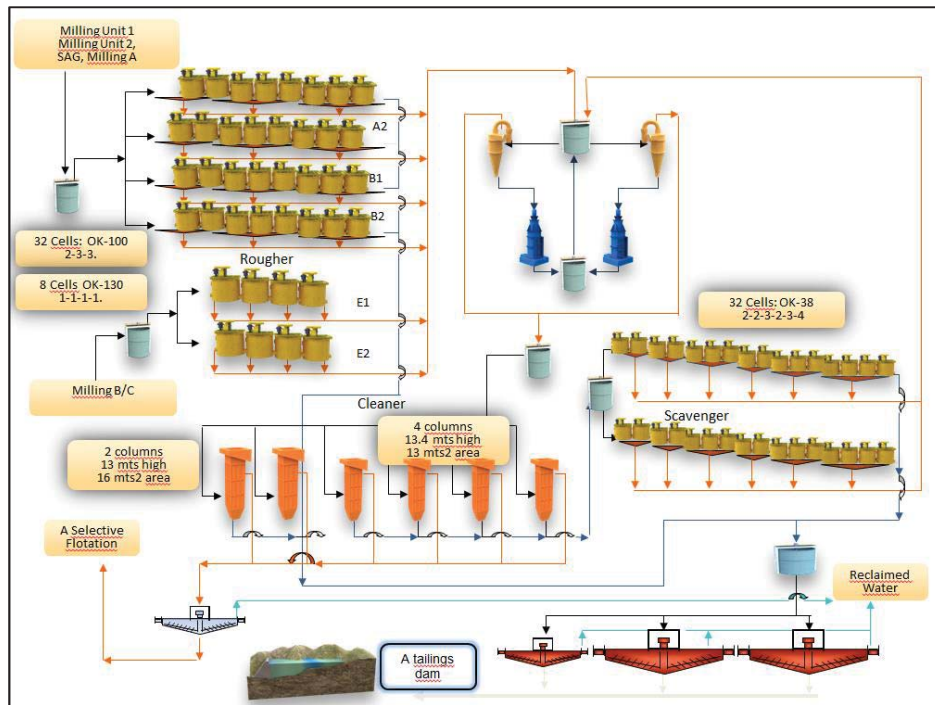 Milling Unit 1
Milling Unit 2,
SAG, Milling A
A2
B1
B2
32 Cells: OK-100
2-3-3.
Rougher
8 Cells OK-130
1-1-1-1.
E1
E2
32 Cells: OK-38
2-2-3-2-3-4
Milling B/C
Cleaner
Scavenger
2 columns
13 mts high
16 mts2 area
4 columns
13.4 mts high
13 mts2 area
A Selective
Flotation
Reclaimed
Water
A tailings
dam